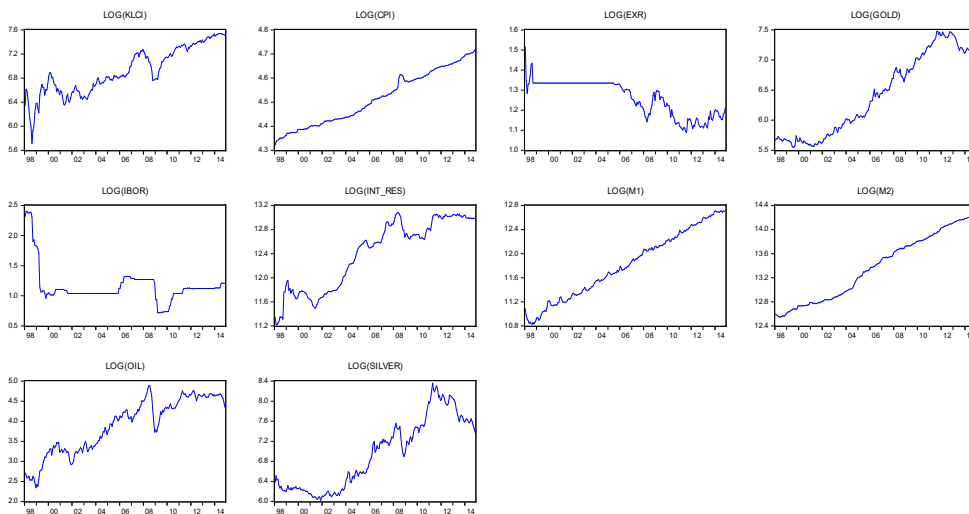 LOG(KLCI) LOG(CPI) LOG(EXR) LOG(GOLD)
7.6 4.8 1.6 7.5
7.2 4.7 1.5 7.0
6.8 4.6 1.4 6.5
6.4 4.5 1.3 6.0
6.0 4.4 1.2 5.5
5.6 4.3 1.1
1.0
98 00 02 04 06 08 10 12 14 98 00 02 04 06 08 10 12 14 98 00 02 04 06 08 10 12 14 98 00 02 04 06 08 10 12 14
LOG(IBOR) LOG(INT_RES) LOG(M1) LOG(M2)
2.5 13.2 12.8 14.4
2.0 12.8 12.4 14.0
1.5 12.4 12.0 13.6
1.0 12.0 11.6 13.2
0.5 11.6 11.2 12.8
11.2 10.8 12.4
98 00 02 04 06 08 10 12 14 98 00 02 04 06 08 10 12 14 98 00 02 04 06 08 10 12 14 98 00 02 04 06 08 10 12 14
LOG(OIL) LOG(SILVER)
5.0 8.4
4.5 8.0
4.0 7.6
3.5 7.2
3.0 6.8
2.5 6.4
2.0 6.0
98 00 02 04 06 08 10 12 14 98 00 02 04 06 08 10 12 14